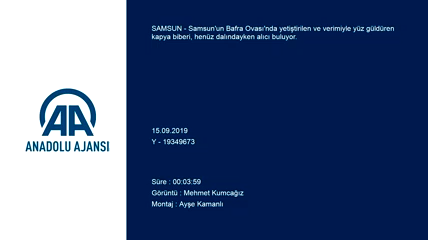 SAMSUN - Samsun'un Bafra Ovası'nda yetiştirilen ve verimiyle yüz güldüren
kapya biberi, henüz dalındayken alıcı buluyor.
AA
ANADOLU AJANSI
15.09.2019
Y - 19349673
Süre : 00:03:59
Görüntü : Mehmet Kumcağız
Montaj : Ayşe Kamanlı